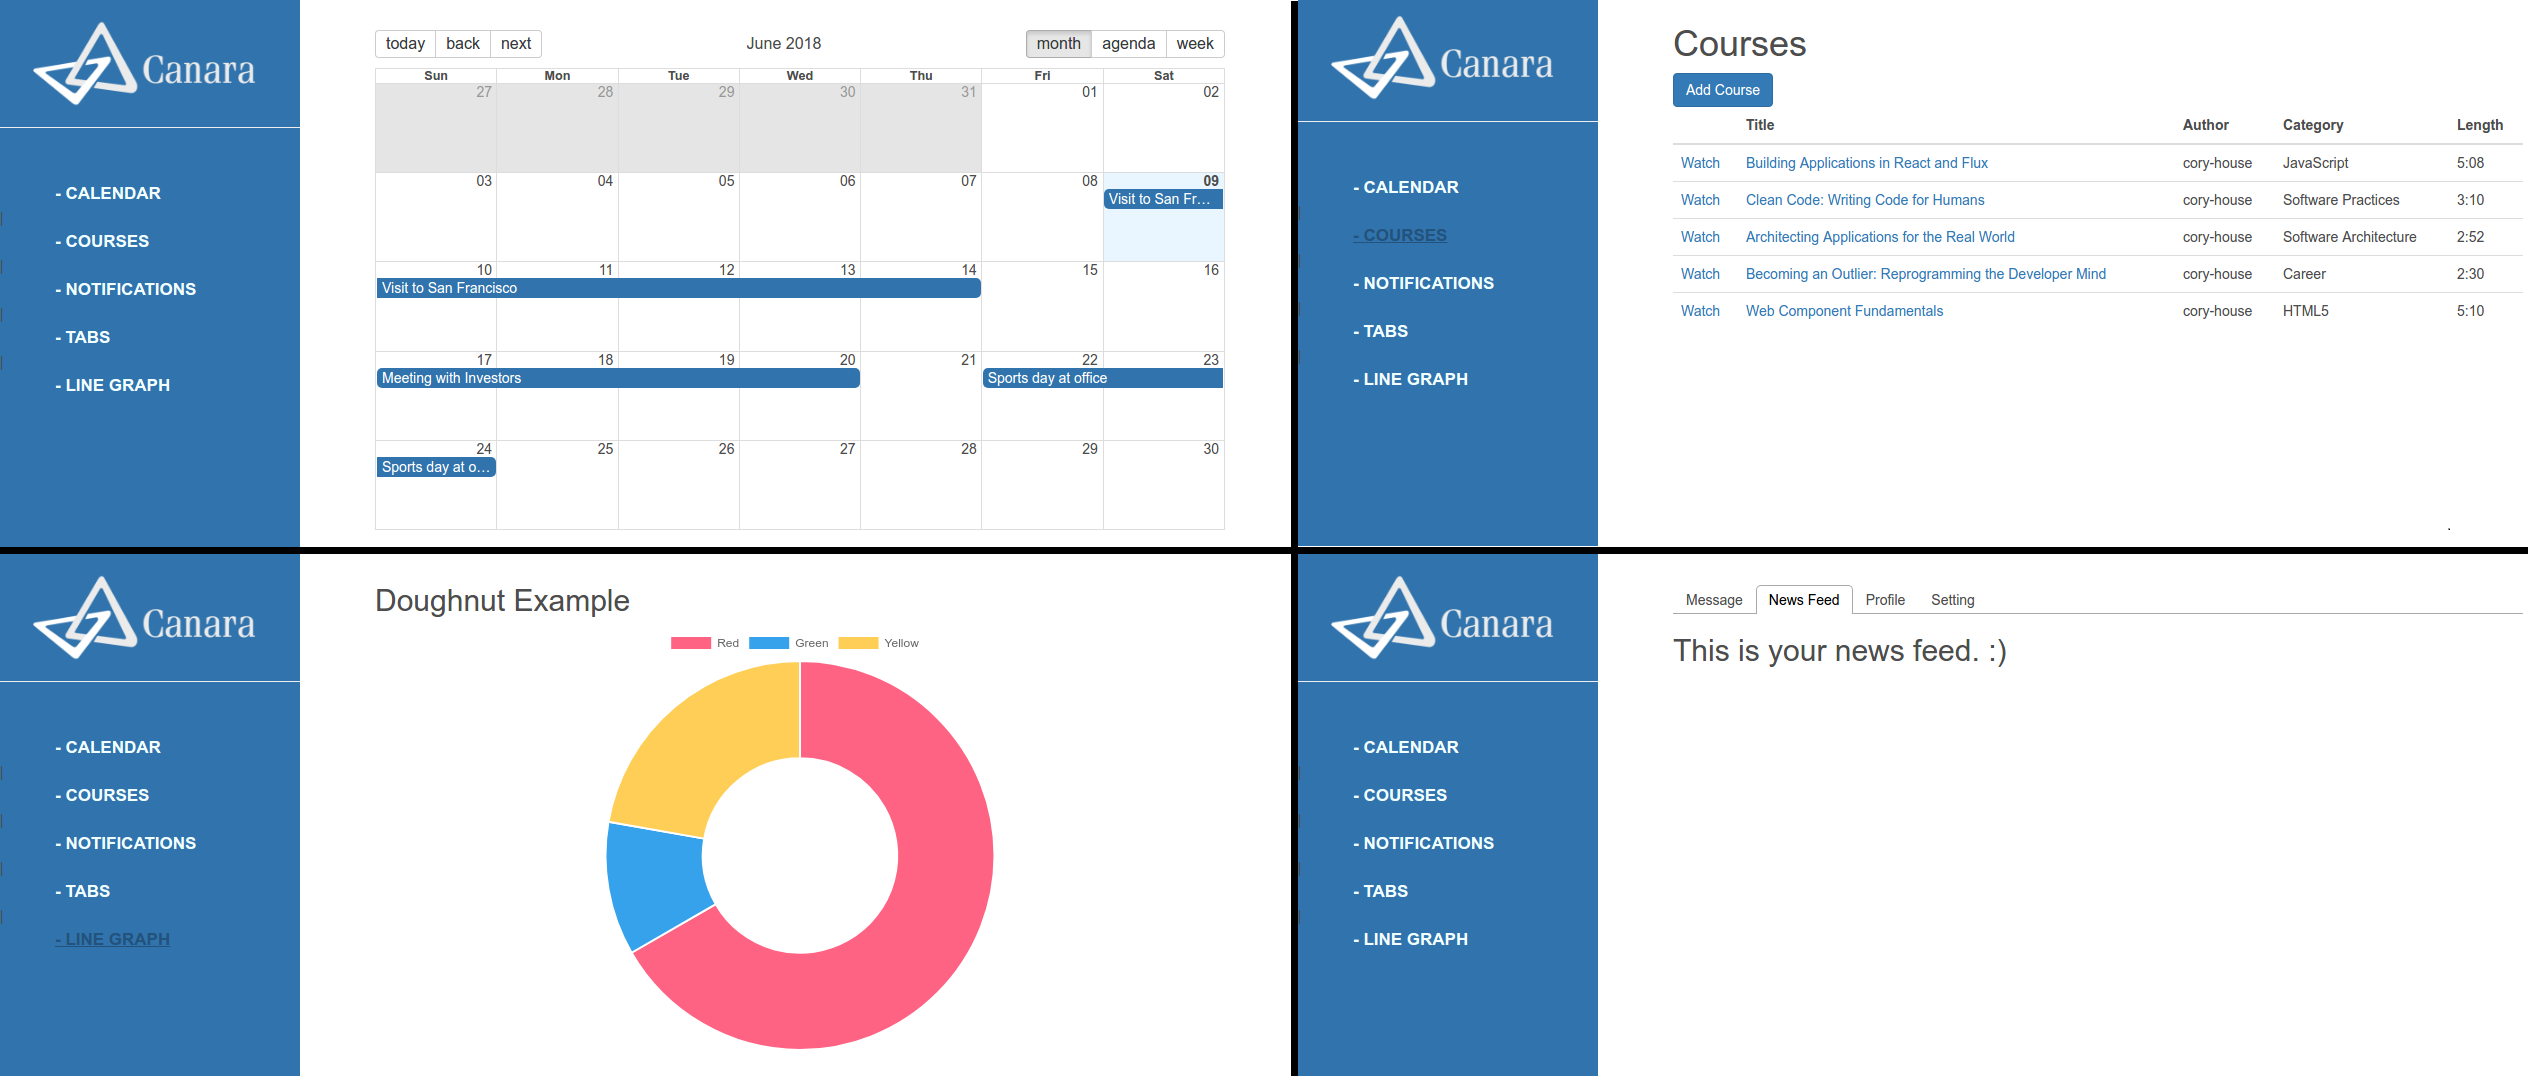 Canara
- CALENDAR
- COURSES
- NOTIFICATIONS
- TABS
- LINE GRAPH
today back next June 2018 month agenda week
Sun Mon Tue Wed Thu Fri Sat
27 28 29 30 31 01 02
03 04 05 06 07 08 09
Visit to San Fr…
10 11 12 13 14 15 16
Visit to San Francisco
17 18 19 20 21 22 23
Meeting with Investors Sports day at office
24 25 26 27 28 29 30
Sports day at o…
Canara
- CALENDAR
- COURSES
- NOTIFICATIONS
- TABS
- LINE GRAPH
Courses
Add Course
Title Author Category Length
Watch Building Applications in React and Flux cory-house JavaScript 5:08
Watch Clean Code: Writing Code for Humans cory-house Software Practices 3:10
Watch Architecting Applications for the Real World cory-house Software Architecture 2:52
Watch Becoming an Outlier: Reprogramming the Developer Mind cory-house Career 2:30
Watch Web Component Fundamentals cory-house HTML5 5:10
.
Canara
- CALENDAR
- COURSES
- NOTIFICATIONS
- TABS
- LINE GRAPH
Doughnut Example
Red Green Yellow
Canara
- CALENDAR
- COURSES
- NOTIFICATIONS
- TABS
- LINE GRAPH
Message News Feed Profile Setting
This is your news feed. :)